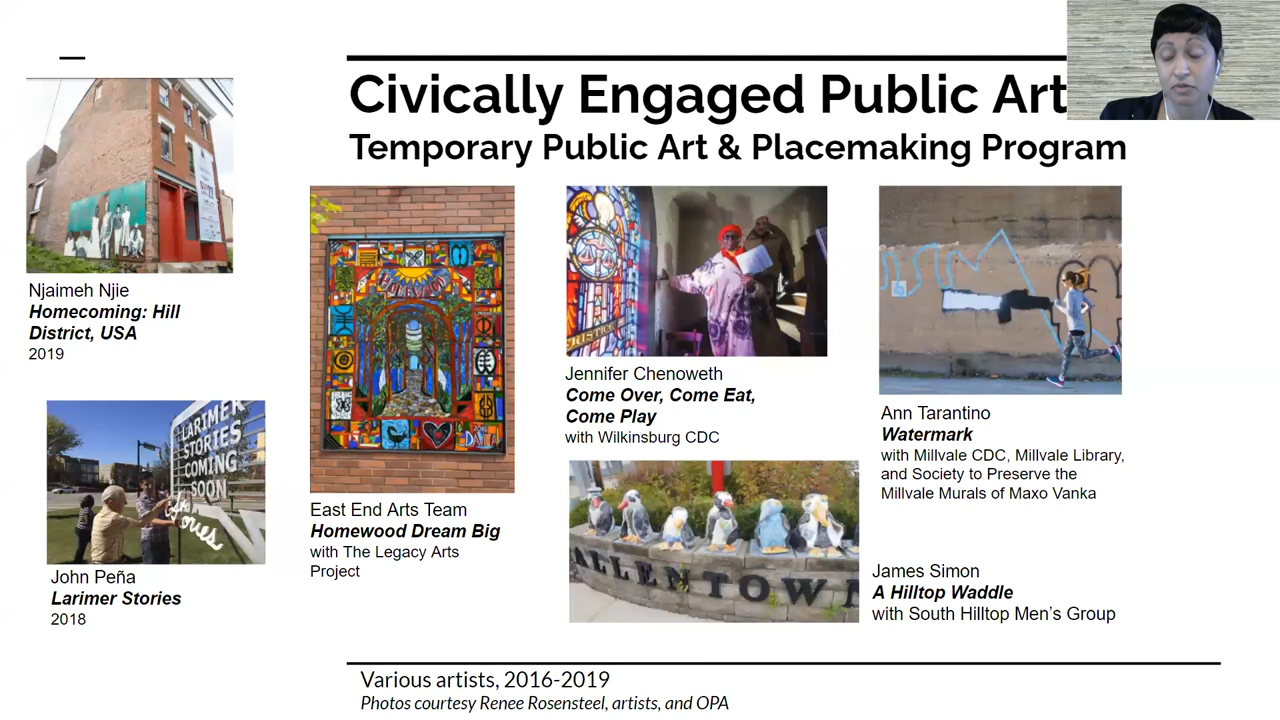 Civically Engaged Public Art
Temporary Public Art & Placemaking Program
Njaimeh Njie
Homecoming: Hill
District, USA
2019
LARIMER
STORIES
COMING
SOON
John Peña
Larimer Stories
2018
East End Arts Team
Homewood Dream Big
with The Legacy Arts
Project
JUSTICE
Jennifer Chenoweth
Come Over, Come Eat,
Come Play
with Wilkinsburg CDC
ALLENTOWN
Ann Tarantino
Watermark
with Millvale CDC, Millvale Library,
and Society to Preserve the
Millvale Murals of Maxo Vanka
James Simon
A Hilltop Waddle
with South Hilltop Men’s Group
Various artists, 2016-2019
Photos courtesy Renee Rosensteel, artists, and OPA